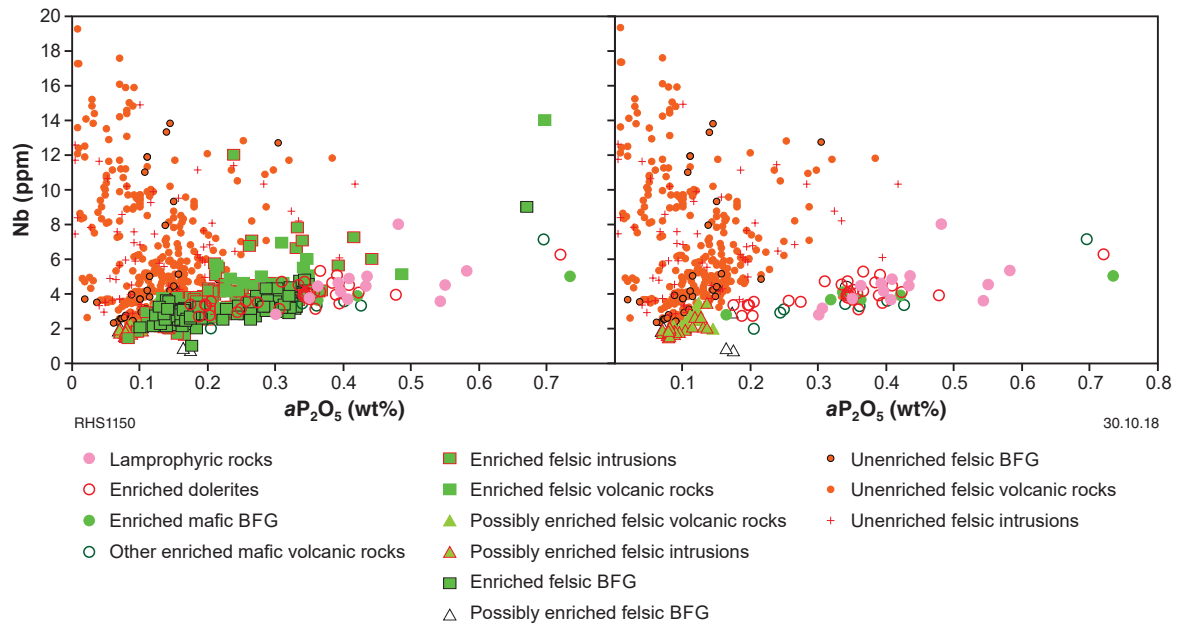 20
18
16
14
12
10
8
6
4
2
0
Nb (ppm)
0 0.1 0.2 0.3 0.4 0.5 0.6 0.7 0.1 0.2 0.3 0.4 0.5 0.6 0.7 0.8
aP₂O₅ (wt%) aP₂O₅ (wt%)
RHS1150 30.10.18
Lamprophyric rocks
Enriched dolerites
Enriched mafic BFG
Other enriched mafic volcanic rocks
Enriched felsic intrusions
Enriched felsic volcanic rocks
Possibly enriched felsic volcanic rocks
Possibly enriched felsic intrusions
Enriched felsic BFG
Possibly enriched felsic BFG
Unenriched felsic BFG
Unenriched felsic volcanic rocks
Unenriched felsic intrusions